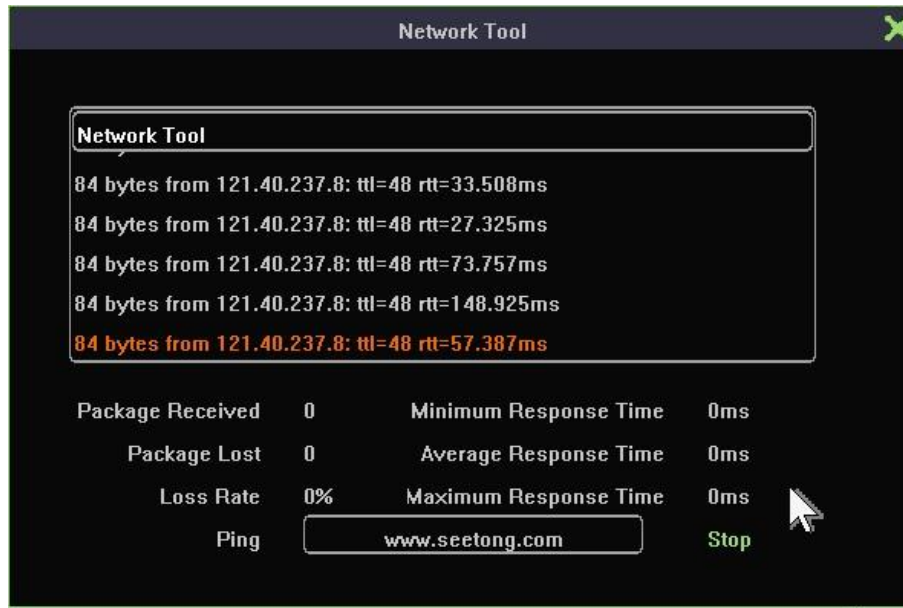 Network Tool
Network Tool
84 bytes from 121.40.237.8: ttl=48 rtt=33.508ms
84 bytes from 121.40.237.8: ttl=48 rtt=27.325ms
84 bytes from 121.40.237.8: ttl=48 rtt=73.757ms
84 bytes from 121.40.237.8: ttl=48 rtt=148.925ms
84 bytes from 121.40.237.8: ttl=48 rtt=57.387ms
Package Received 0 Minimum Response Time 0ms
Package Lost 0 Average Response Time 0ms
Loss Rate 0% Maximum Response Time 0ms
Ping www.seetong.com Stop